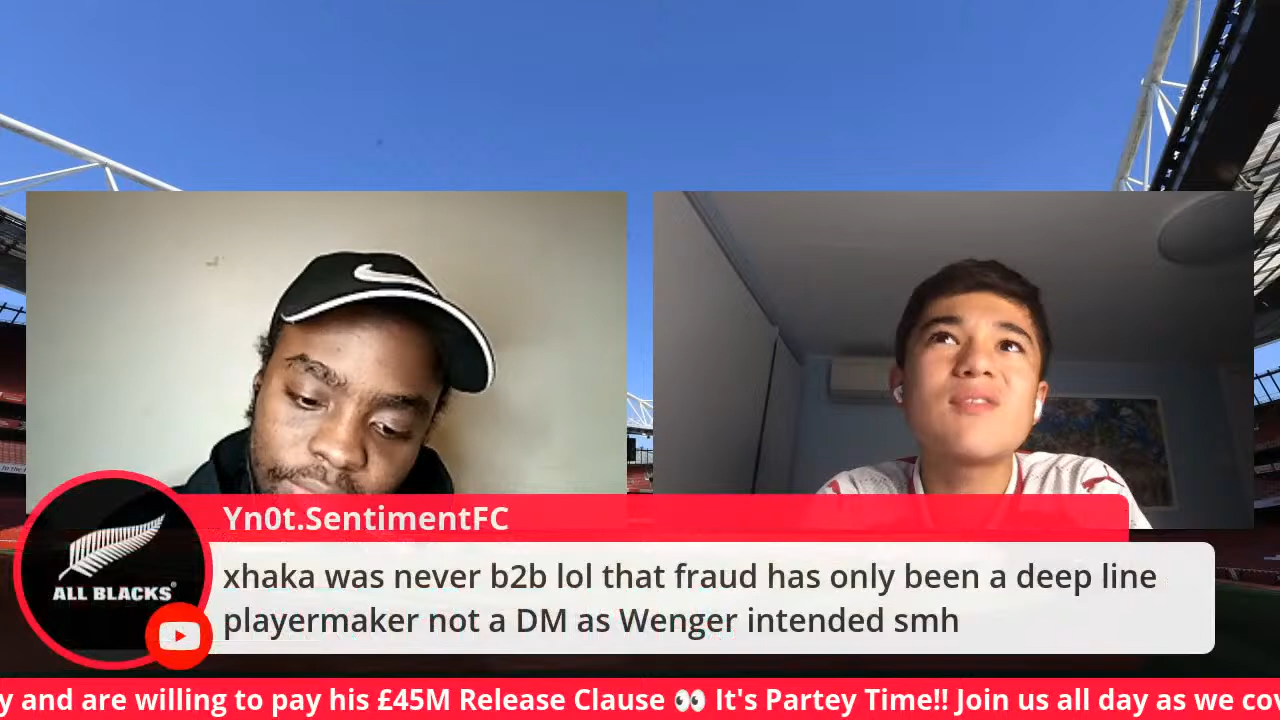 Yn0t.SentimentFC
xhaka was never b2b lol that fraud has only been a deep line
playermaker not a DM as Wenger intended smh
ALL BLACKS®
y and are willing to pay his £45M Release Clause 👀 It's Partey Time!! Join us all day as we cov